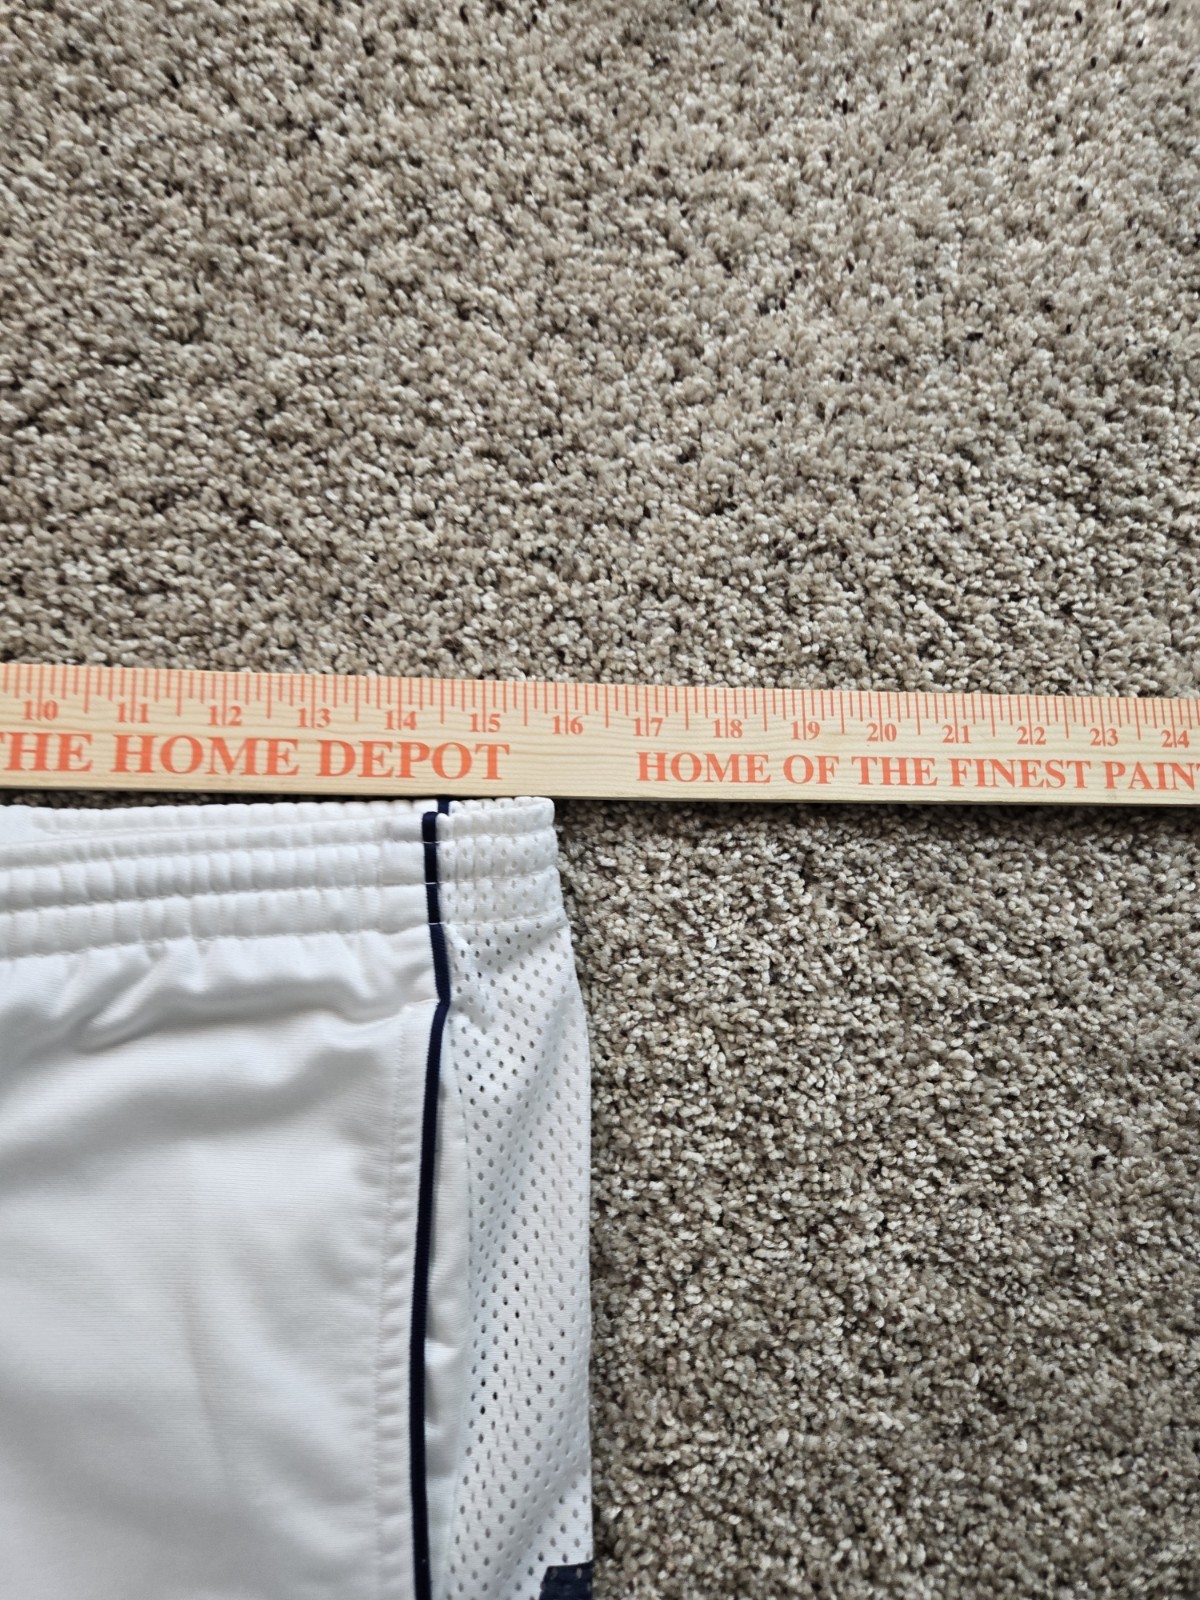 10 11 12 13 14 15 16 17 18 19 20 21 22 23 24
THE HOME DEPOT HOME OF THE FINEST PAINT